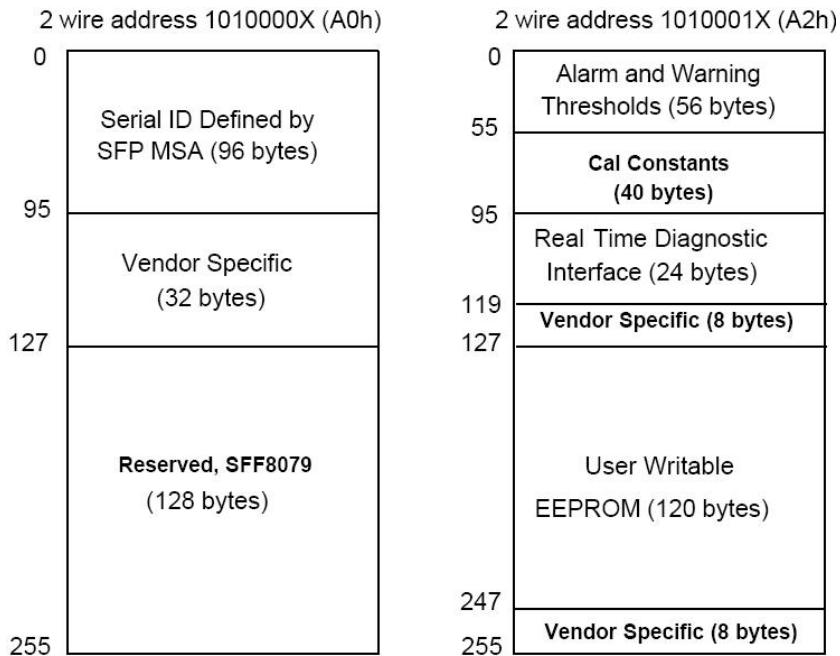 2 wire address 1010000X (A0h)
0
Serial ID Defined by
SFP MSA (96 bytes)
95
Vendor Specific
(32 bytes)
127
Reserved, SFF8079
(128 bytes)
255
2 wire address 1010001X (A2h)
0
Alarm and Warning
Thresholds (56 bytes)
55
Cal Constants
(40 bytes)
95
Real Time Diagnostic
Interface (24 bytes)
119
Vendor Specific (8 bytes)
127
User Writable
EEPROM (120 bytes)
247
Vendor Specific (8 bytes)
255